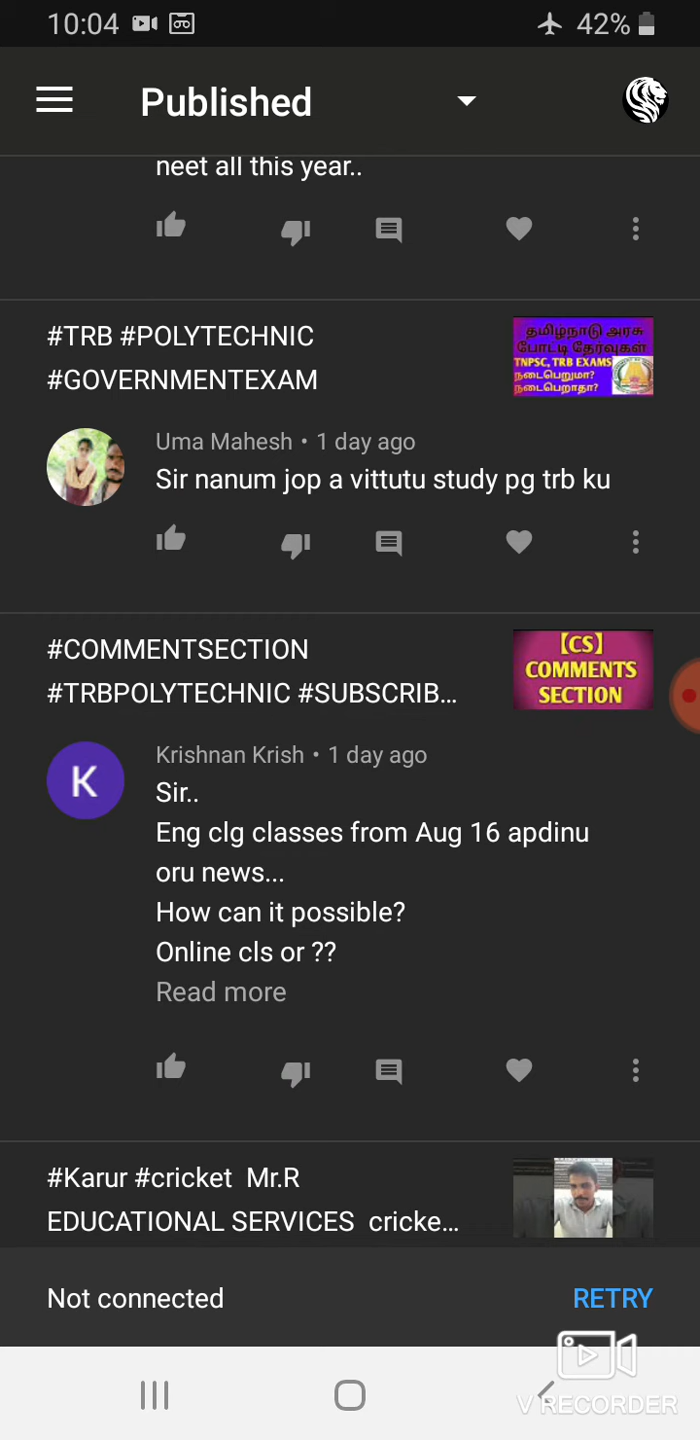 10:04
42%
Published
neet all this year..
#TRB #POLYTECHNIC
#GOVERNMENTEXAM
தமிழ்நாடு அரசு
போட்டி தேர்வுகள்
TNPSC, TRB EXAMS
நடைபெறுமா?
நடைபெறாதா?
Uma Mahesh • 1 day ago
Sir nanum jop a vittutu study pg trb ku
#COMMENTSECTION
#TRBPOLYTECHNIC #SUBSCRIB...
【CS】
COMMENTS
SECTION
K
Krishnan Krish • 1 day ago
Sir..
Eng clg classes from Aug 16 apdinu
oru news...
How can it possible?
Online cls or ??
Read more
#Karur #cricket Mr.R
EDUCATIONAL SERVICES cricke...
Not connected
RETRY
V RECORDER